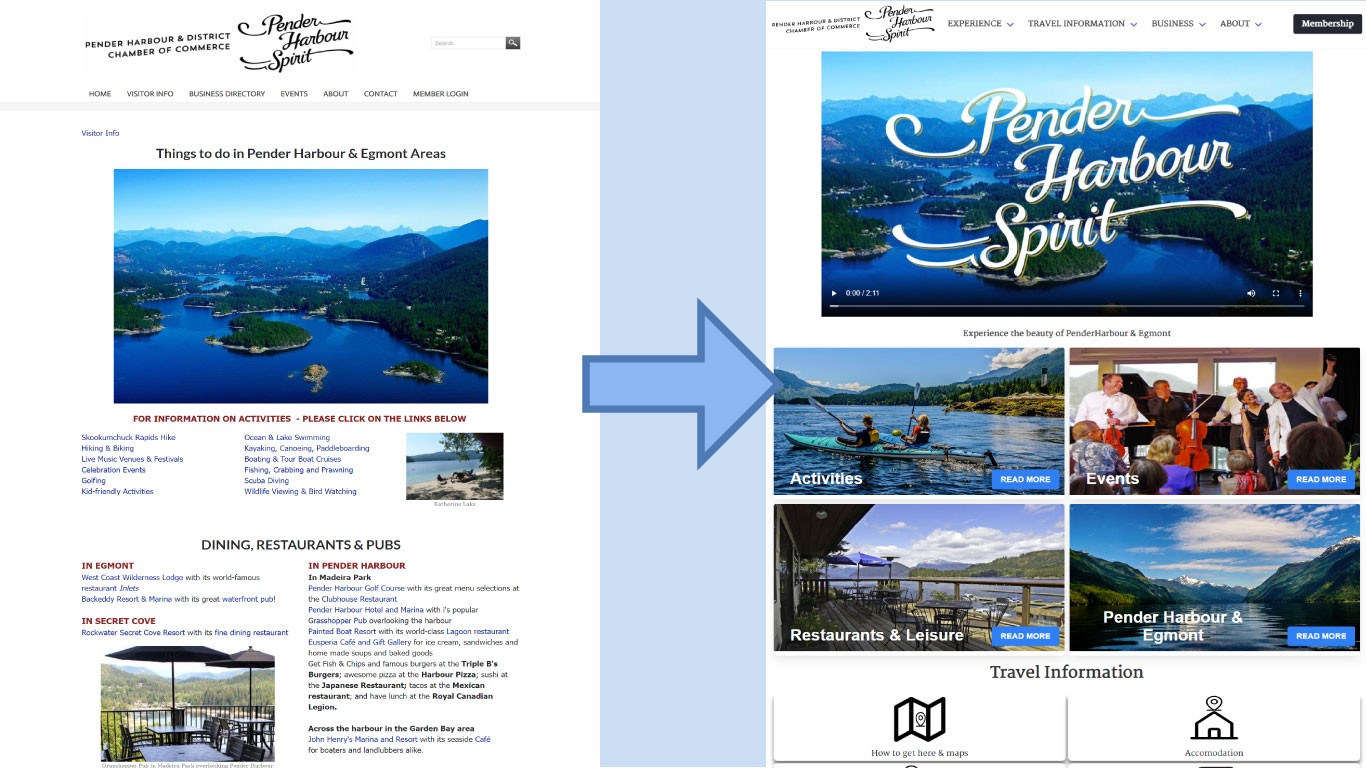 PENDER HARBOUR & DISTRICT
CHAMBER OF COMMERCE
Pender
Harbour
Spirit
Search
HOME VISITOR INFO BUSINESS DIRECTORY EVENTS ABOUT CONTACT MEMBER LOGIN
Visitor Info
Things to do in Pender Harbour & Egmont Areas
FOR INFORMATION ON ACTIVITIES - PLEASE CLICK ON THE LINKS BELOW
Skookumchuck Rapids Hike
Hiking & Biking
Live Music Venues & Festivals
Celebration Events
Golfing
Kid-friendly Activities
Ocean & Lake Swimming
Kayaking, Canoeing, Paddleboarding
Boating & Tour Boat Cruises
Fishing, Crabbing and Prawning
Scuba Diving
Wildlife Viewing & Bird Watching
Katherine Lake
DINING, RESTAURANTS & PUBS
IN EGMONT
West Coast Wilderness Lodge with its world-famous
restaurant Inlets
Backeddy Resort & Marina with its great waterfront pub!
IN SECRET COVE
Rockwater Secret Cove Resort with its fine dining restaurant
Grasshopper Pub in Madeira Park overlooking Pender Harbour
IN PENDER HARBOUR
In Madeira Park
Pender Harbour Golf Course with its great menu selections at
the Clubhouse Restaurant
Pender Harbour Hotel and Marina with i's popular
Grasshopper Pub overlooking the harbour
Painted Boat Resort with its world-class Lagoon restaurant
Eusperia Café and Gift Gallery for ice cream, sandwiches and
home made soups and baked goods
Get Fish & Chips and famous burgers at the Triple B's
Burgers; awesome pizza at the Harbour Pizza; sushi at
the Japanese Restaurant; tacos at the Mexican
restaurant; and have lunch at the Royal Canadian
Legion.
Across the harbour in the Garden Bay area
John Henry's Marina and Resort with its seaside Café
for boaters and landlubbers alike.
PENDER HARBOUR & DISTRICT
CHAMBER OF COMMERCE
Pender
Harbour
Spirit
EXPERIENCE TRAVEL INFORMATION BUSINESS ABOUT Membership
Pender
Harbour
Spirit
0:00 / 2:11
Experience the beauty of PenderHarbour & Egmont
Activities READ MORE
Events READ MORE
Restaurants & Leisure READ MORE
Pender Harbour &
Egmont READ MORE
Travel Information
How to get here & maps
Accomodation